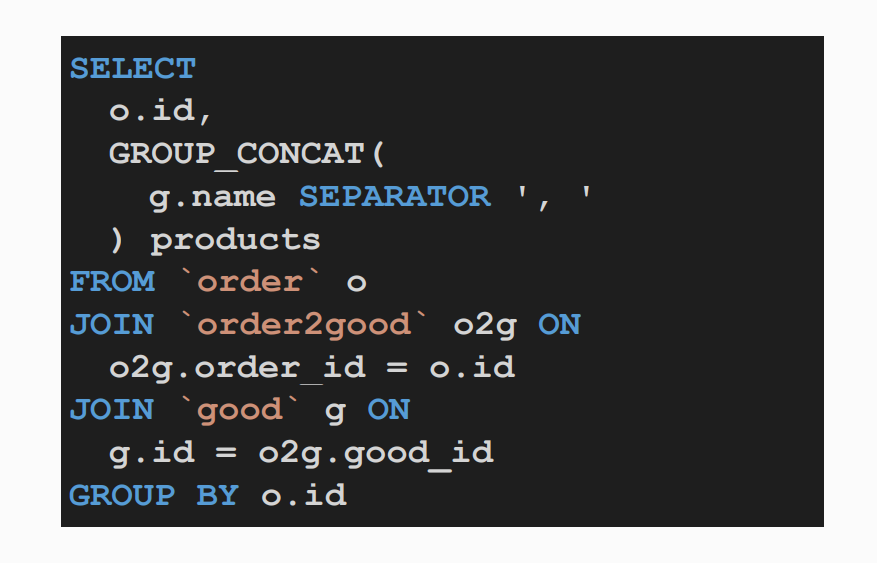 SELECT
  o.id,
  GROUP_CONCAT(
    g.name SEPARATOR ', '
  ) products
FROM `order` o
JOIN `order2good` o2g ON
  o2g.order_id = o.id
JOIN `good` g ON
  g.id = o2g.good_id
GROUP BY o.id